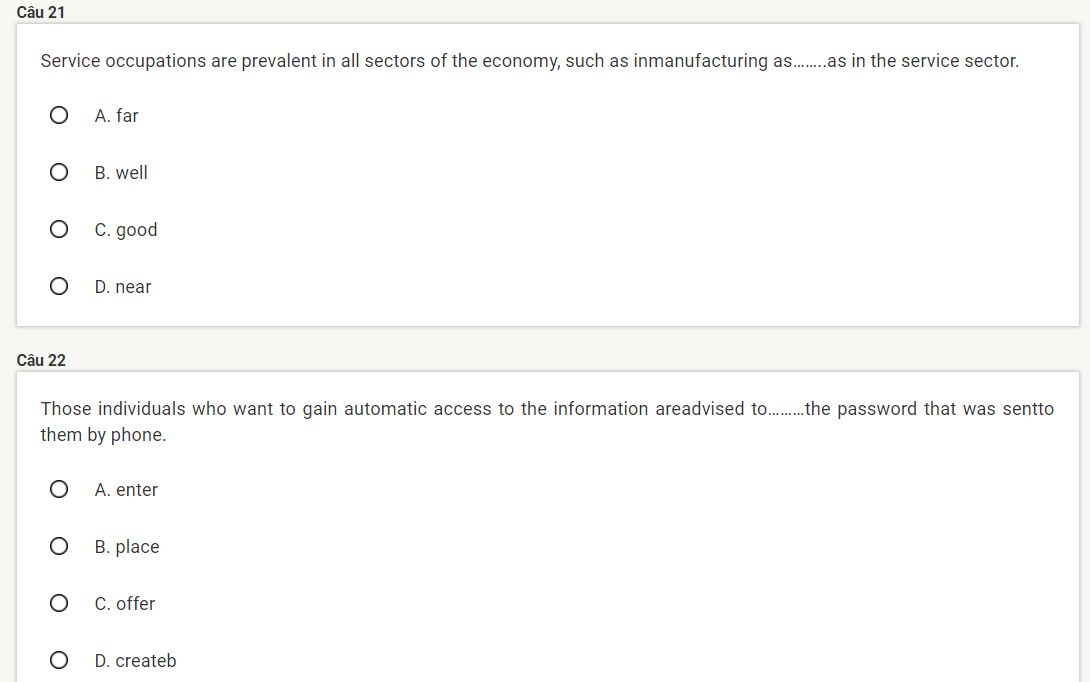 Câu 21
Service occupations are prevalent in all sectors of the economy, such as inmanufacturing as........as in the service sector.
A. far
B. well
C. good
D. near
Câu 22
Those individuals who want to gain automatic access to the information areadvised to.........the password that was sentto
them by phone.
A. enter
B. place
C. offer
D. createb